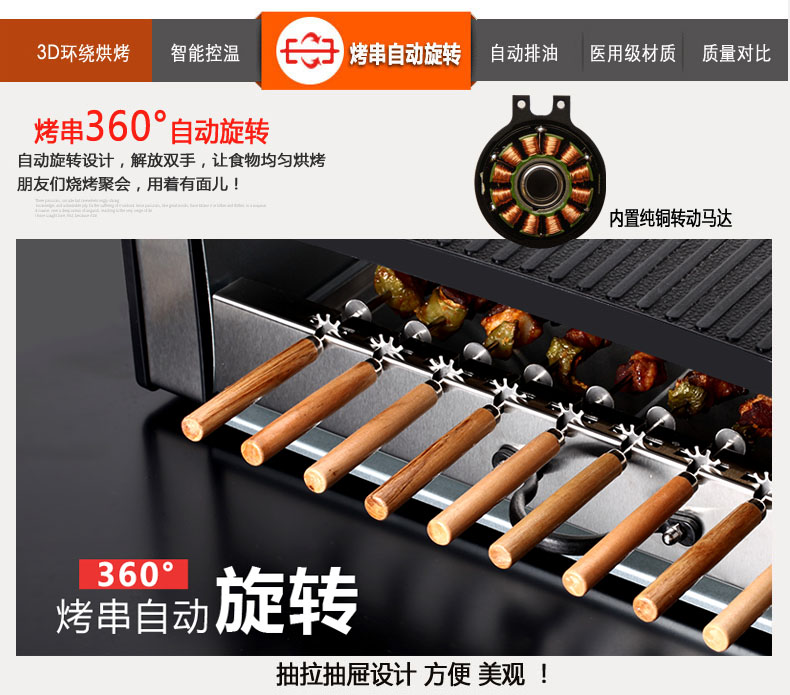 3D环绕烘烤
智能控温
烤串自动旋转
自动排油
医用级材质
质量对比
烤串360°自动旋转
自动旋转设计，解放双手，让食物均匀烘烤
朋友们烧烤聚会，用着有面儿！
内置纯铜转动马达
360°
烤串自动旋转
抽拉抽屉设计 方便 美观 ！